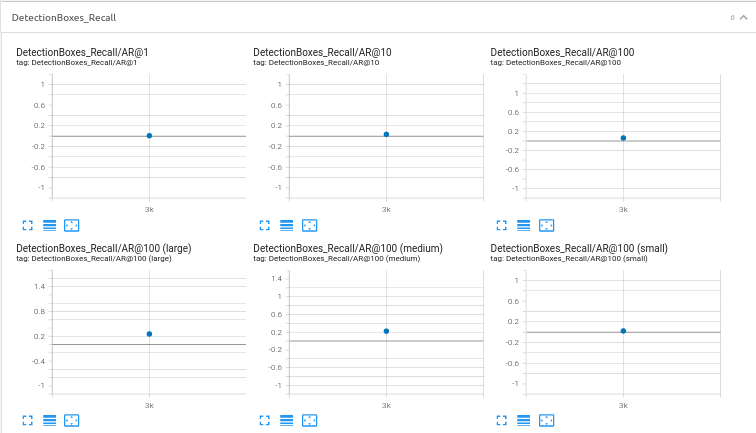 DetectionBoxes_Recall
6
DetectionBoxes_Recall/AR@1
tag: DetectionBoxes_Recall/AR@1
1
0.6
0.2
-0.2
-0.6
-1
3k
DetectionBoxes_Recall/AR@10
tag: DetectionBoxes_Recall/AR@10
1
0.6
0.2
-0.2
-0.6
-1
3k
DetectionBoxes_Recall/AR@100
tag: DetectionBoxes_Recall/AR@100
1
0.6
0.2
-0.2
-0.6
-1
3k
DetectionBoxes_Recall/AR@100 (large)
tag: DetectionBoxes_Recall/AR@100 (large)
1.4
0.8
0.2
-0.4
-1
3k
DetectionBoxes_Recall/AR@100 (medium)
tag: DetectionBoxes_Recall/AR@100 (medium)
1.4
1
0.6
0.2
-0.2
-0.6
-1
3k
DetectionBoxes_Recall/AR@100 (small)
tag: DetectionBoxes_Recall/AR@100 (small)
1
0.6
0.2
-0.2
-0.6
-1
3k